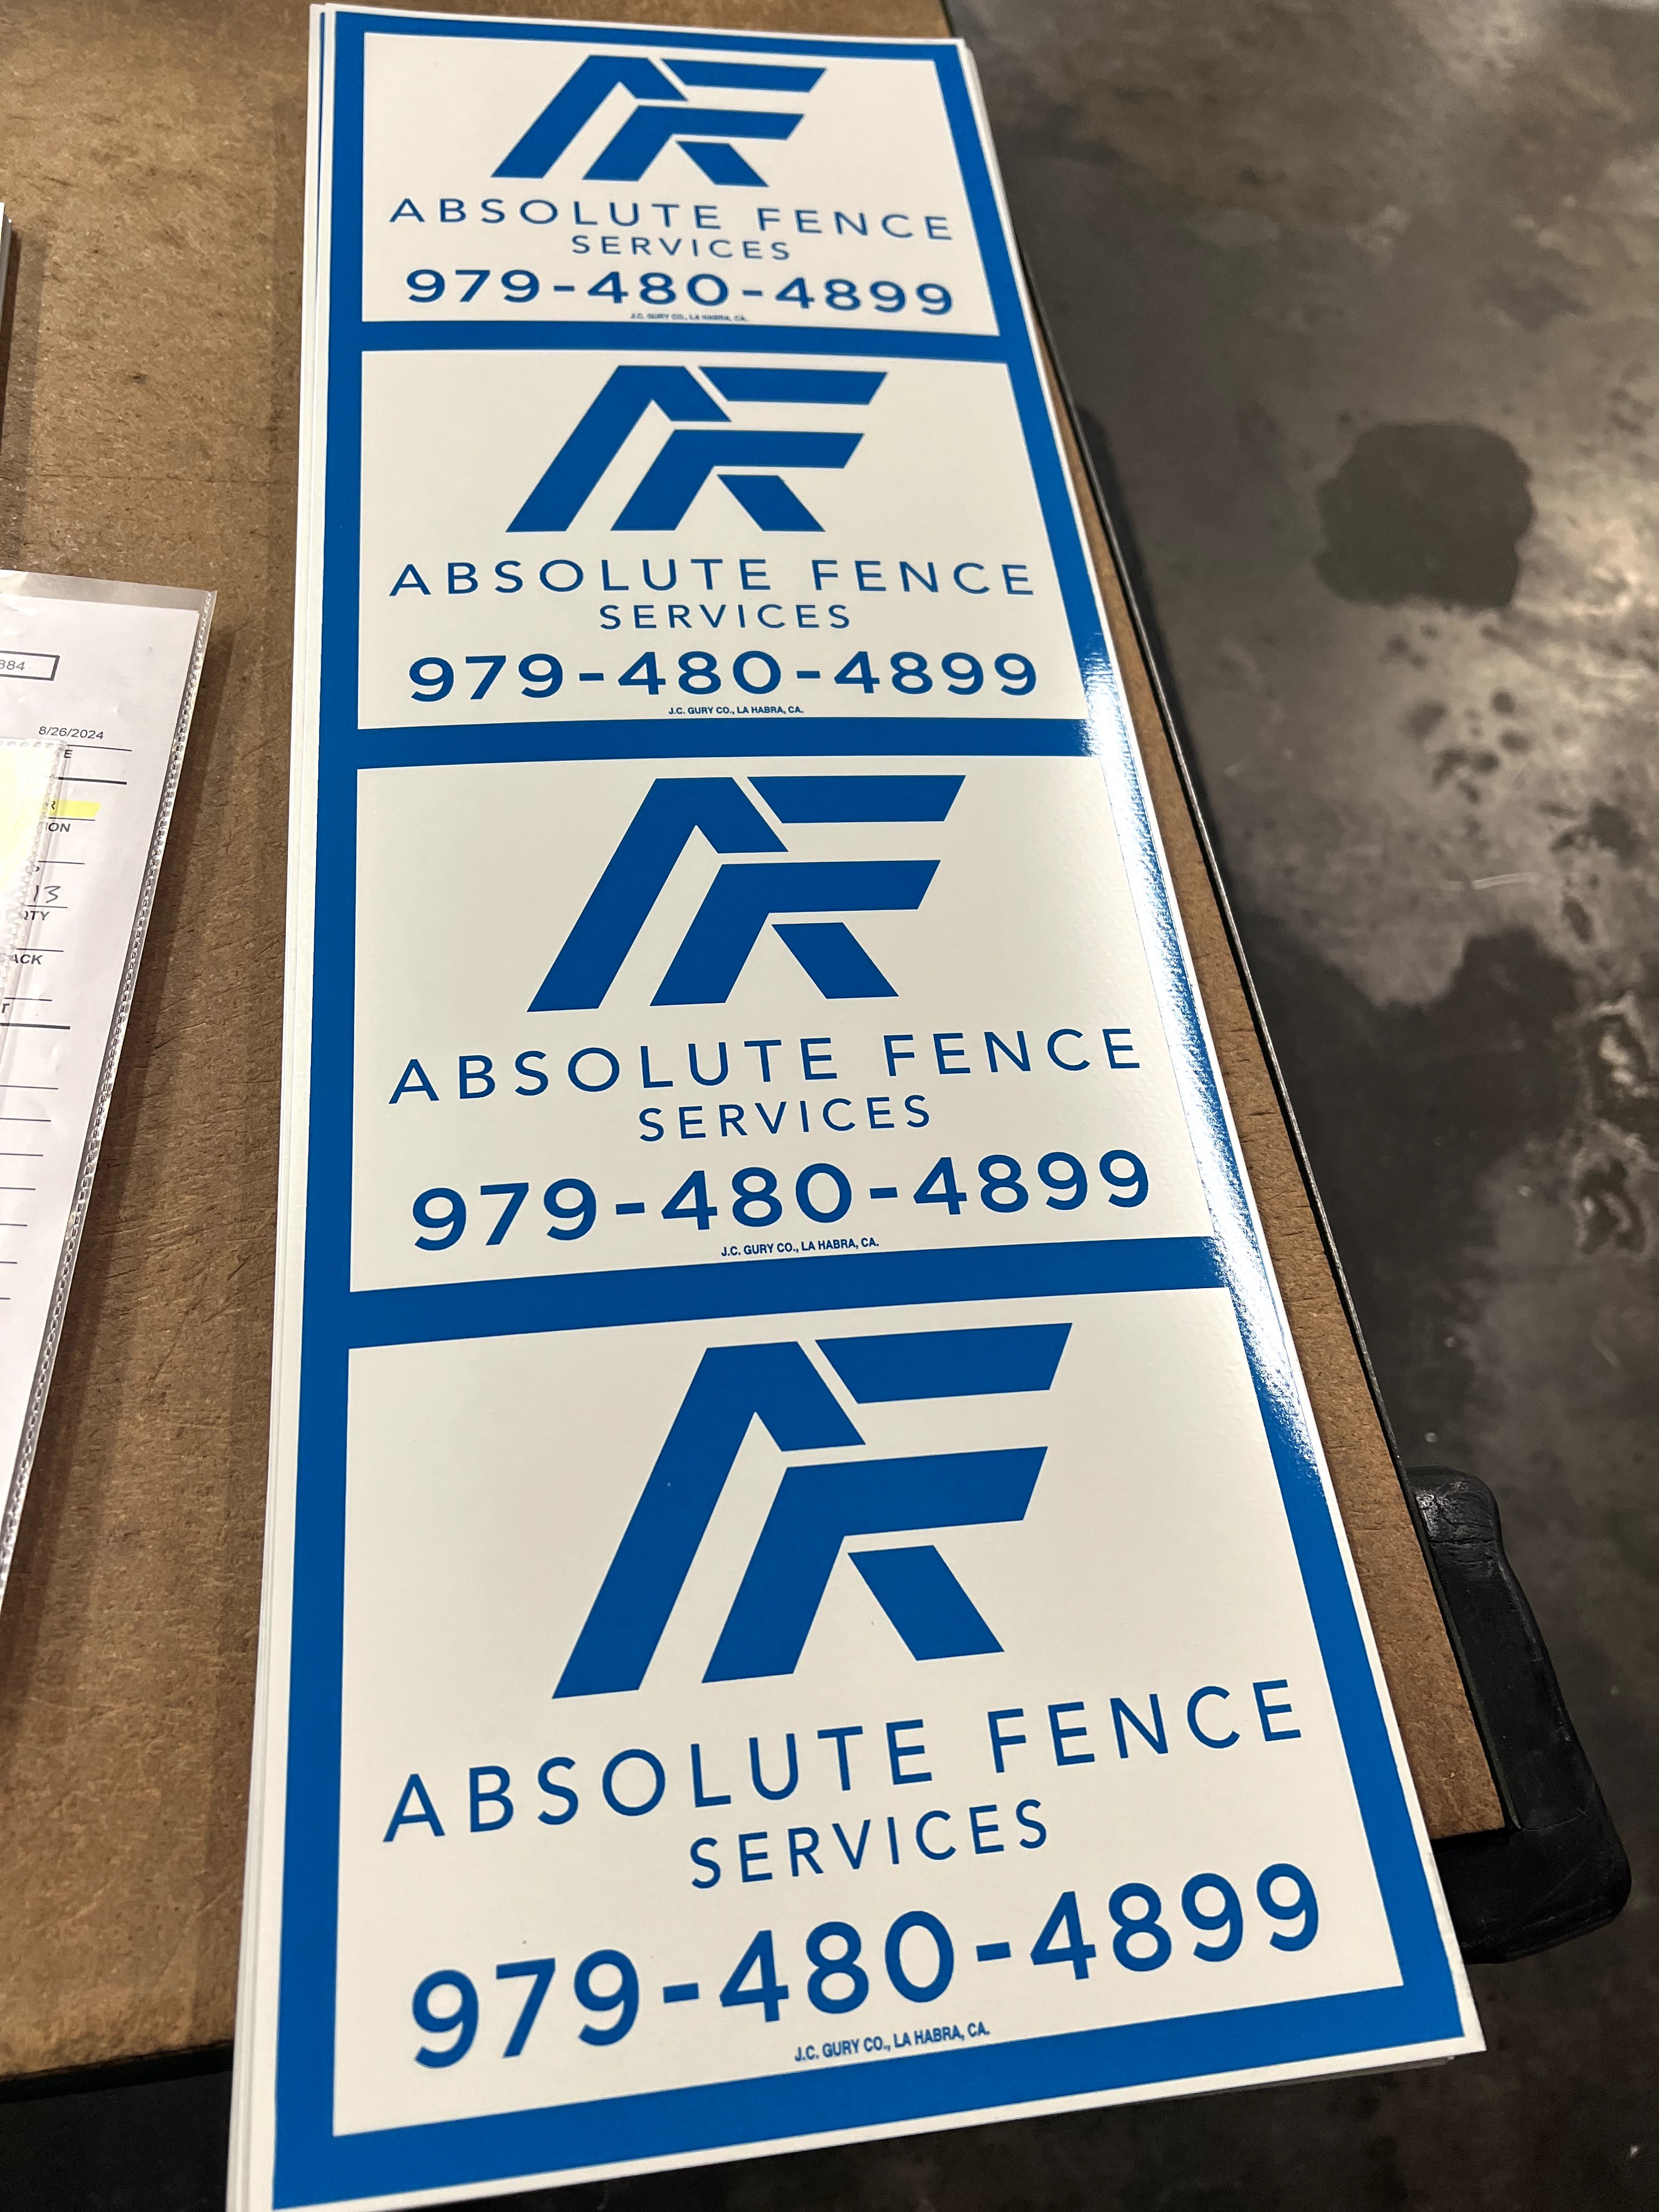 ABSOLUTE FENCE
SERVICES
979-480-4899
J.C. GURY CO., LA HABRA, CA.
ABSOLUTE FENCE
SERVICES
979-480-4899
J.C. GURY CO., LA HABRA, CA.
ABSOLUTE FENCE
SERVICES
979-480-4899
J.C. GURY CO., LA HABRA, CA.
ABSOLUTE FENCE
SERVICES
979-480-4899
J.C. GURY CO., LA HABRA, CA.
884
8/26/2024
13